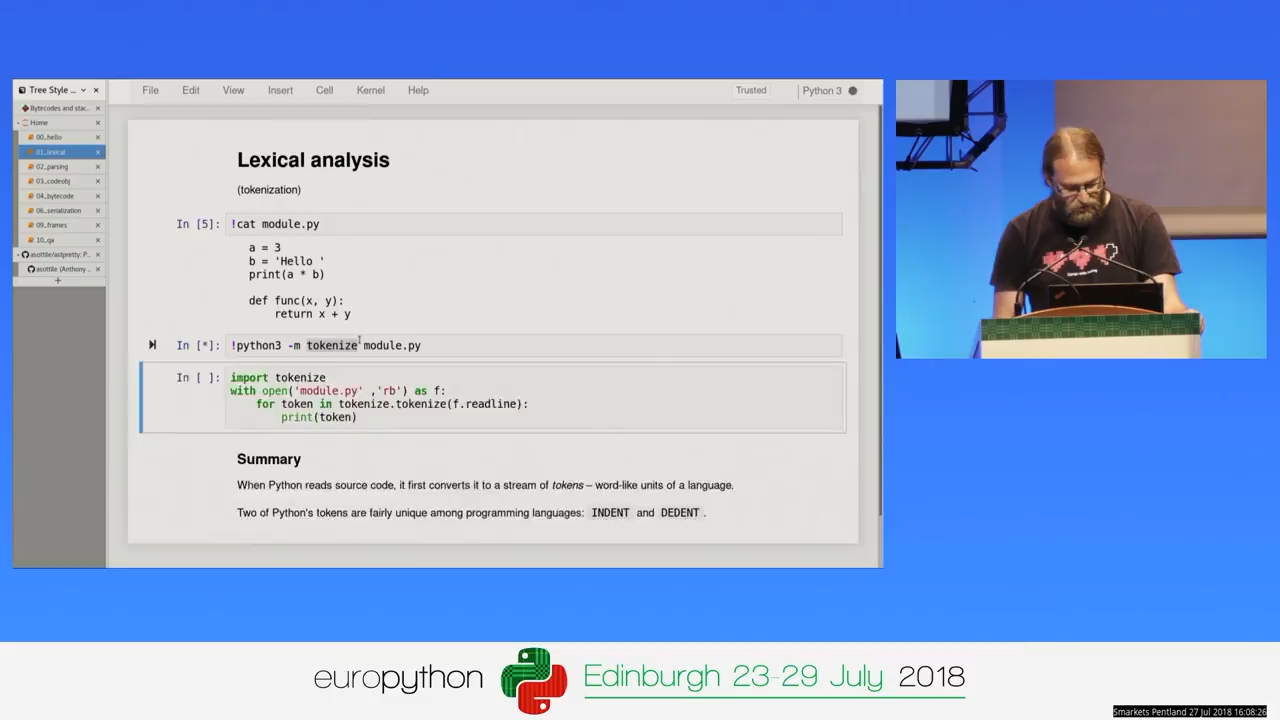 Tree Style ...
Bytecodes and stac..
Home
00_hello
01_lexical
02_parsing
03_codeobj
04_bytecode
06_serialization
09_frames
10_qa
asottile/astpretty: P..
asottile (Anthony ..
File Edit View Insert Cell Kernel Help
Trusted
Python 3
Lexical analysis
(tokenization)
In [5]: !cat module.py
a = 3
b = 'Hello '
print(a * b)
def func(x, y):
return x + y
In [*]: !python3 -m tokenize module.py
In [ ]: import tokenize
with open('module.py' ,'rb') as f:
for token in tokenize.tokenize(f.readline):
print(token)
Summary
When Python reads source code, it first converts it to a stream of tokens – word-like units of a language.
Two of Python's tokens are fairly unique among programming languages: INDENT and DEDENT .
europython Edinburgh 23-29 July 2018
Smarkets Pentland 27 Jul 2018 16:08:26